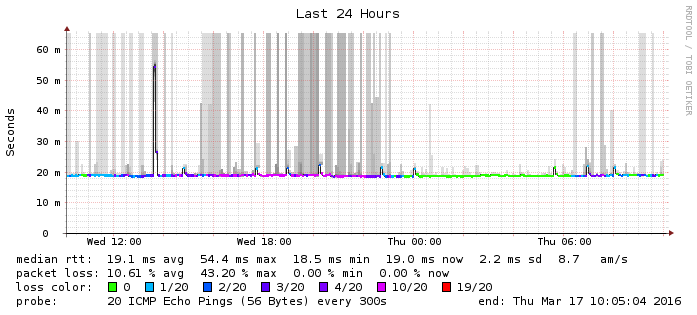 Last 24 Hours
RRDTOOL / TOBI OETIKER
Seconds
60 m
50 m
40 m
30 m
20 m
10 m
0
Wed 12:00 Wed 18:00 Thu 00:00 Thu 06:00
median rtt: 19.1 ms avg 54.4 ms max 18.5 ms min 19.0 ms now 2.2 ms sd 8.7 am/s
packet loss: 10.61 % avg 43.20 % max 0.00 % min 0.00 % now
loss color: 0 1/20 2/20 3/20 4/20 10/20 19/20
probe: 20 ICMP Echo Pings (56 Bytes) every 300s end: Thu Mar 17 10:05:04 2016